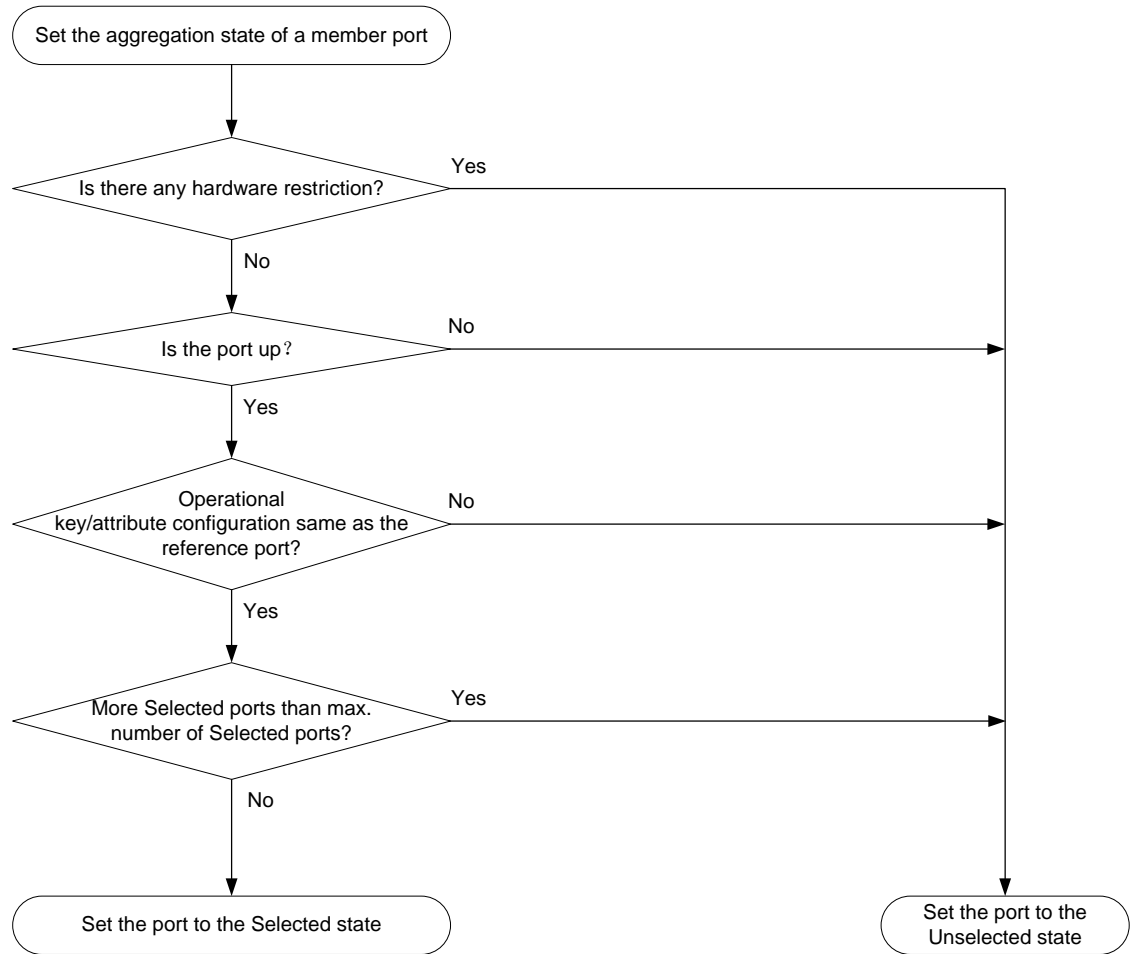 Set the aggregation state of a member port
Is there any hardware restriction?
Yes
No
Is the port up？
No
Yes
Operational
key/attribute configuration same as the
reference port?
No
Yes
More Selected ports than max.
number of Selected ports?
Yes
No
Set the port to the Selected state
Set the port to the
Unselected state